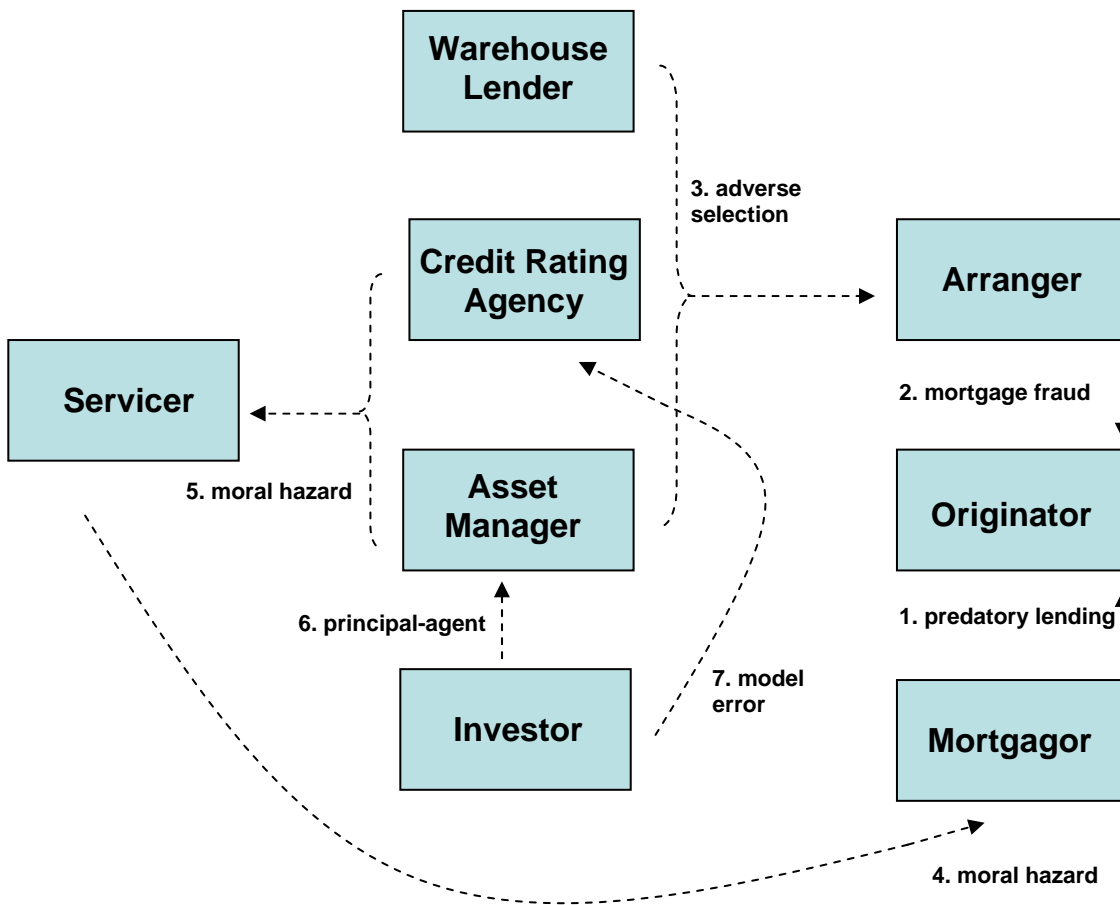 Warehouse
Lender
3. adverse
selection
Credit Rating
Agency
Arranger
Servicer
2. mortgage fraud
5. moral hazard
Asset
Manager
Originator
6. principal-agent
1. predatory lending
7. model
error
Investor
Mortgagor
4. moral hazard